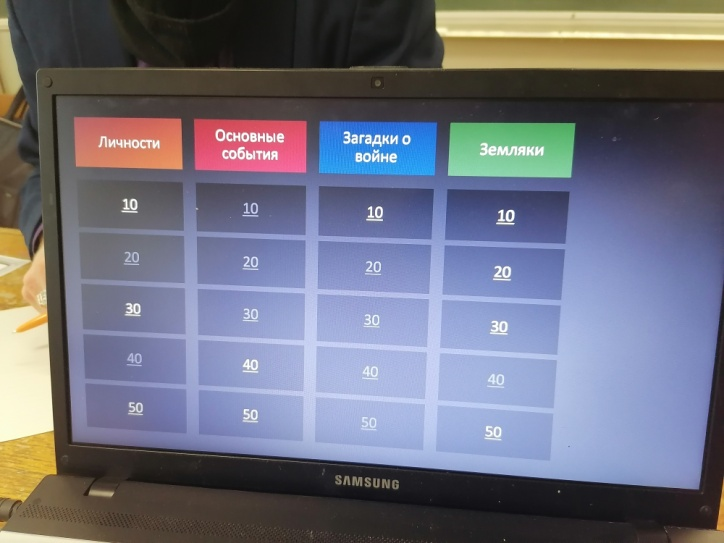 Личности
Основные
события
Загадки о
войне
Земляки
10 10 10 10
20 20 20 20
30 30 30 30
40 40 40 40
50 50 50 50
SAMSUNG